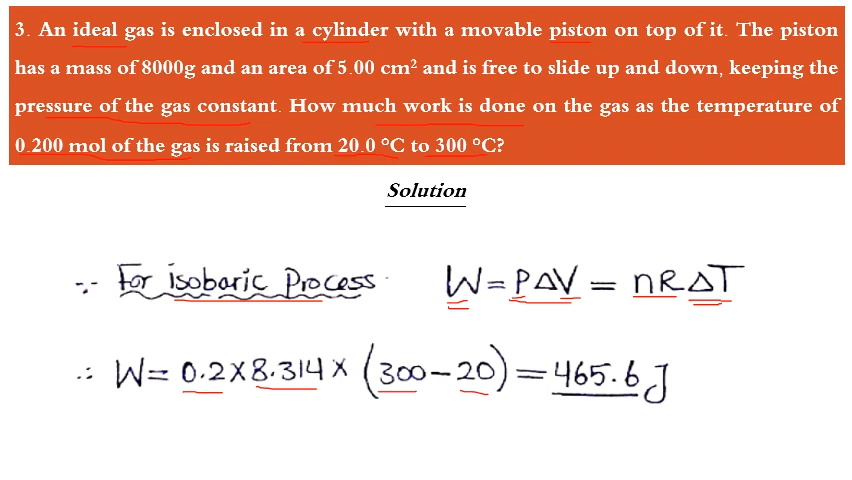 3. An ideal gas is enclosed in a cylinder with a movable piston on top of it. The piston
has a mass of 8000g and an area of 5.00 cm² and is free to slide up and down, keeping the
pressure of the gas constant. How much work is done on the gas as the temperature of
0.200 mol of the gas is raised from 20.0 °C to 300 °C?
Solution
∵ For isobaric Process W = PΔV = nRΔT
∴ W = 0.2 × 8.314 × (300 − 20) = 465.6 J